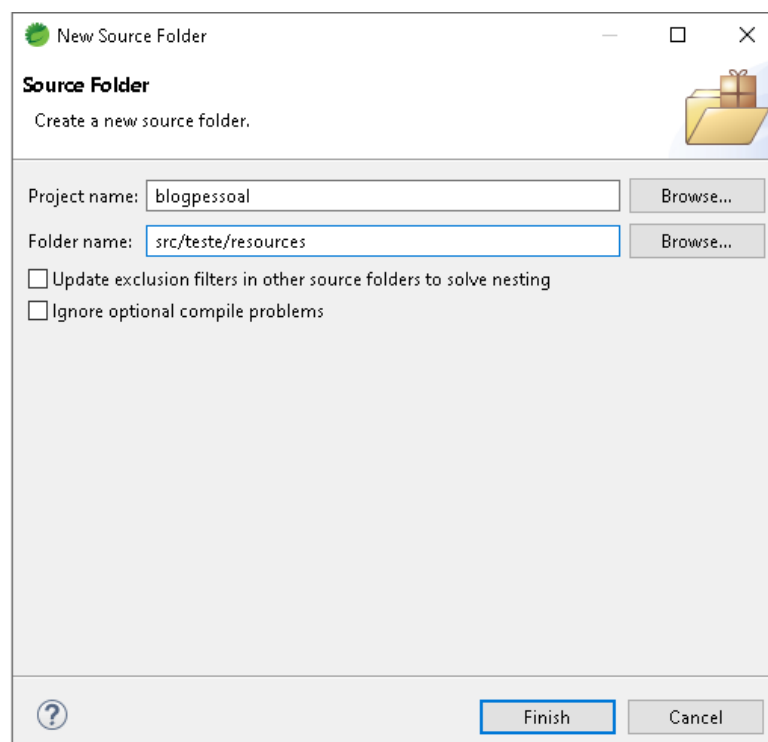 New Source Folder
Source Folder
Create a new source folder.
Project name: blogpessoal Browse...
Folder name: src/teste/resources Browse...
Update exclusion filters in other source folders to solve nesting
Ignore optional compile problems
? Finish Cancel